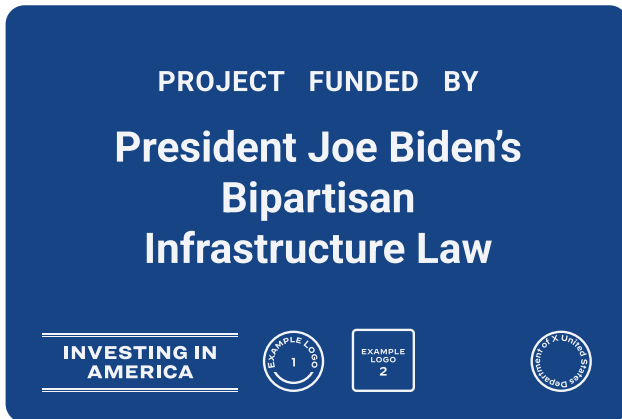 PROJECT FUNDED BY
President Joe Biden’s
Bipartisan
Infrastructure Law
INVESTING IN
AMERICA
EXAMPLE LOGO
1
EXAMPLE
LOGO
2
Department of X United States